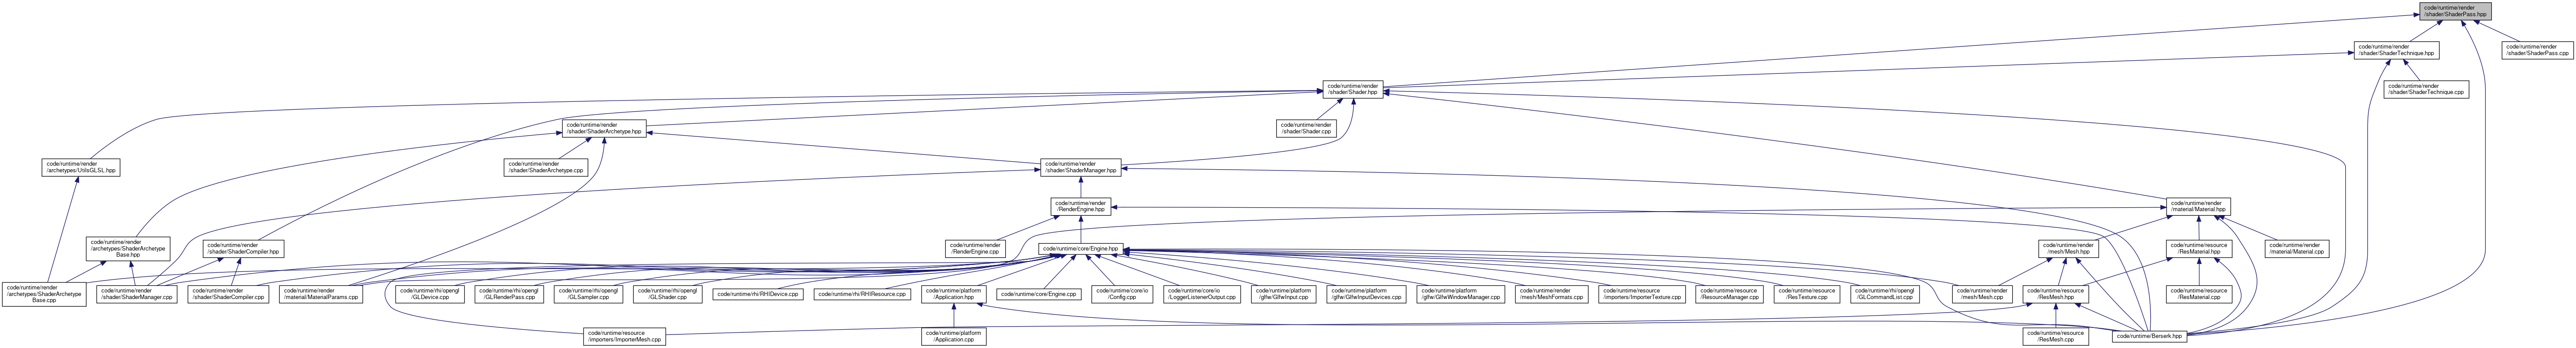 code/runtime/render
/shader/ShaderPass.hpp
code/runtime/render
/shader/ShaderTechnique.hpp
code/runtime/render
/shader/ShaderPass.cpp
code/runtime/render
/shader/Shader.hpp
code/runtime/render
/shader/ShaderTechnique.cpp
code/runtime/render
/shader/ShaderArchetype.hpp
code/runtime/render
/shader/Shader.cpp
code/runtime/render
/archetypes/UtilsGLSL.hpp
code/runtime/render
/shader/ShaderArchetype.cpp
code/runtime/render
/shader/ShaderManager.hpp
code/runtime/render
/RenderEngine.hpp
code/runtime/render
/material/Material.hpp
code/runtime/render
/archetypes/ShaderArchetype
Base.hpp
code/runtime/render
/shader/ShaderCompiler.hpp
code/runtime/render
/RenderEngine.cpp
code/runtime/core/Engine.hpp
code/runtime/render
/mesh/Mesh.hpp
code/runtime/resource
/ResMaterial.hpp
code/runtime/render
/material/Material.cpp
code/runtime/render
/archetypes/ShaderArchetype
Base.cpp
code/runtime/render
/shader/ShaderManager.cpp
code/runtime/render
/shader/ShaderCompiler.cpp
code/runtime/render
/material/MaterialParams.cpp
code/runtime/rhi/opengl
/GLDevice.cpp
code/runtime/rhi/opengl
/GLRenderPass.cpp
code/runtime/rhi/opengl
/GLSampler.cpp
code/runtime/rhi/opengl
/GLShader.cpp
code/runtime/rhi/RHIDevice.cpp
code/runtime/rhi/RHIResource.cpp
code/runtime/platform
/Application.hpp
code/runtime/core/Engine.cpp
code/runtime/core/io
/Config.cpp
code/runtime/core/io
/LoggerListenerOutput.cpp
code/runtime/platform
/glfw/GlfwInput.cpp
code/runtime/platform
/glfw/GlfwInputDevices.cpp
code/runtime/platform
/glfw/GlfwWindowManager.cpp
code/runtime/render
/mesh/MeshFormats.cpp
code/runtime/resource
/importers/ImporterTexture.cpp
code/runtime/resource
/ResourceManager.cpp
code/runtime/resource
/ResTexture.cpp
code/runtime/rhi/opengl
/GLCommandList.cpp
code/runtime/render
/mesh/Mesh.cpp
code/runtime/resource
/ResMesh.hpp
code/runtime/resource
/ResMaterial.cpp
code/runtime/resource
/importers/ImporterMesh.cpp
code/runtime/platform
/Application.cpp
code/runtime/resource
/ResMesh.cpp
code/runtime/Berserk.hpp